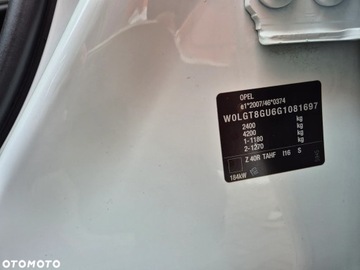 OPEL
e1*2007/46*0374
W0LGT8GU6G1081697
2400 kg
4200 kg
1-1180 kg
2-1270 kg
Z 40R TAHF I16 S
184kW
OTOMOTO